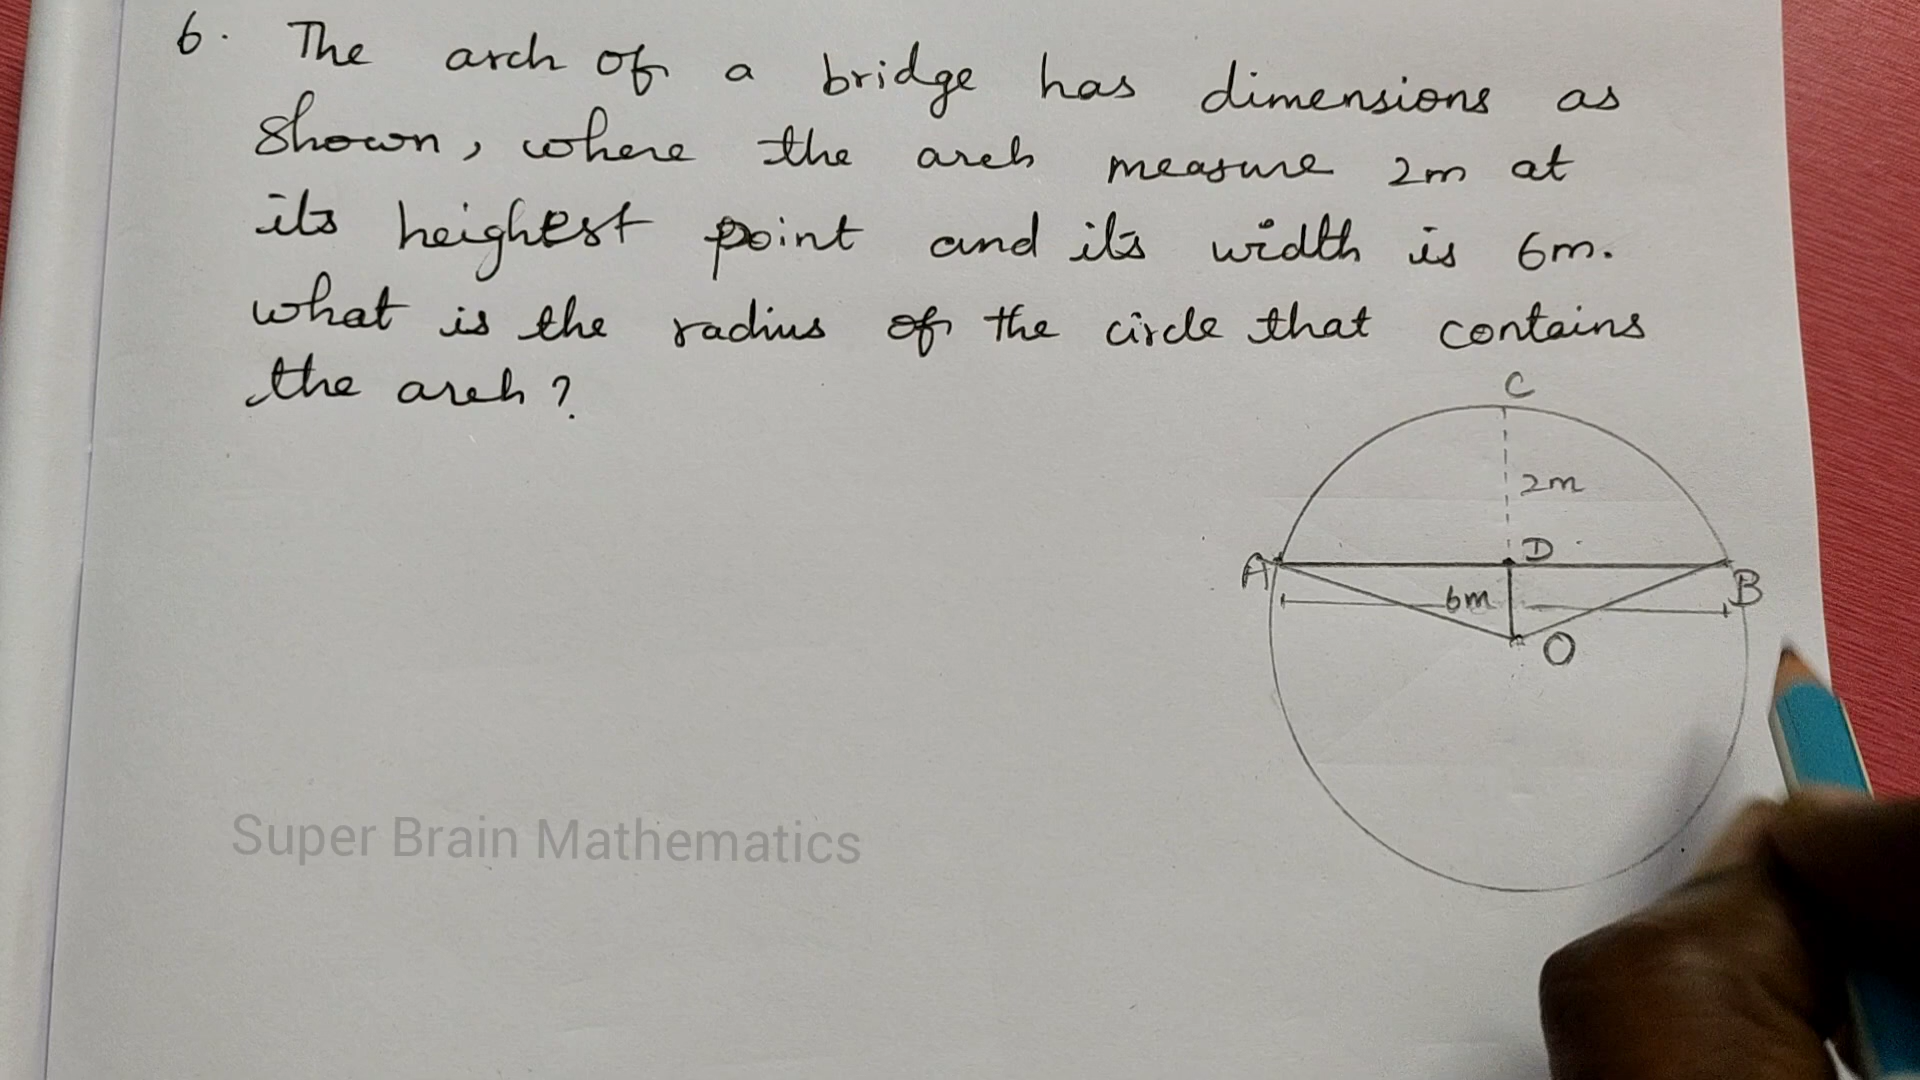 6. The arch of a bridge has dimensions as
shown, where the arch measure 2m at
its heighest point and its width is 6m.
what is the radius of the circle that contains
the arch?
C
2m
D
A
B
6m
O
Super Brain Mathematics